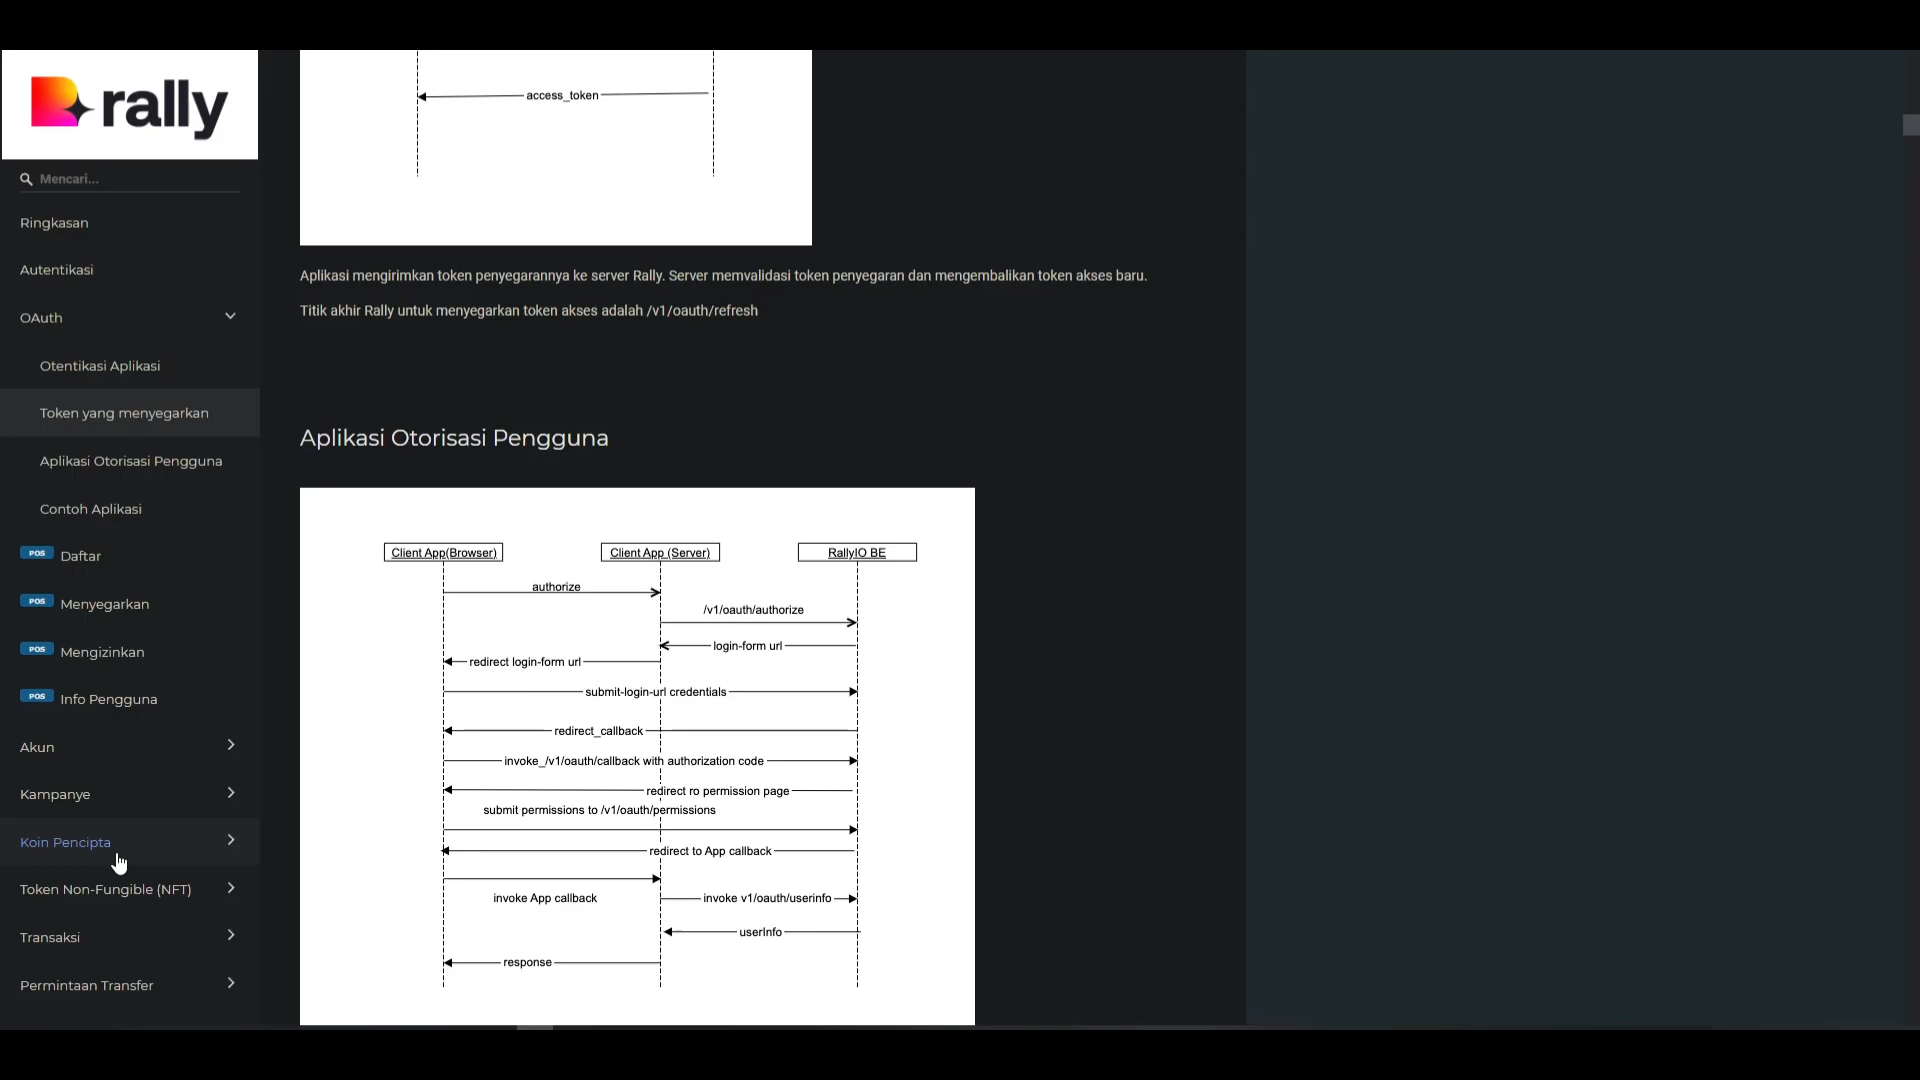 rally
Mencari...
Ringkasan
Autentikasi
OAuth
Otentikasi Aplikasi
Token yang menyegarkan
Aplikasi Otorisasi Pengguna
Contoh Aplikasi
POS Daftar
POS Menyegarkan
POS Mengizinkan
POS Info Pengguna
Akun
Kampanye
Koin Pencipta
Token Non-Fungible (NFT)
Transaksi
Permintaan Transfer
access_token
Aplikasi mengirimkan token penyegarannya ke server Rally. Server memvalidasi token penyegaran dan mengembalikan token akses baru.
Titik akhir Rally untuk menyegarkan token akses adalah /v1/oauth/refresh
Aplikasi Otorisasi Pengguna
Client App(Browser) Client App (Server) RallyIO BE
authorize
/v1/oauth/authorize
login-form url
redirect login-form url
submit-login-url credentials
redirect_callback
invoke_/v1/oauth/callback with authorization code
redirect ro permission page
submit permissions to /v1/oauth/permissions
redirect to App callback
invoke App callback invoke v1/oauth/userinfo
userInfo
response